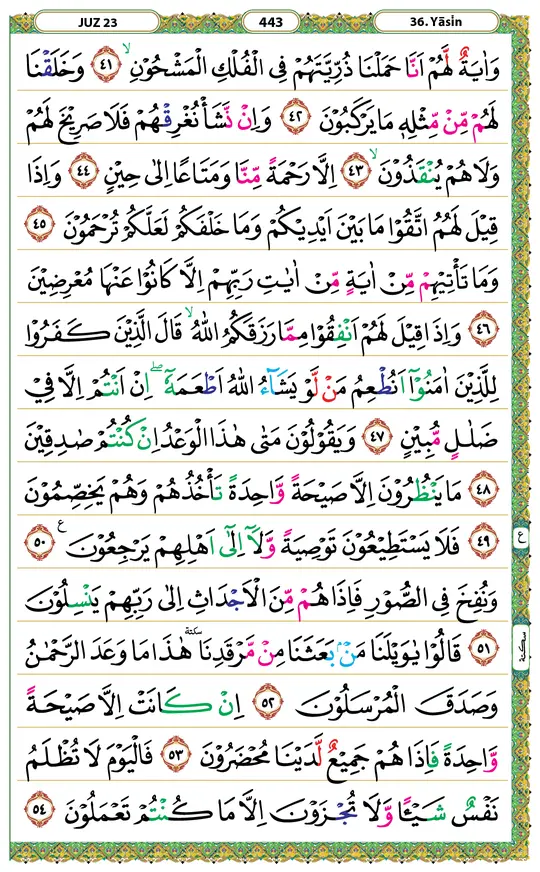 JUZ 23
443
36. Yāsin
وَاٰيَةٌ لَّهُمْ اَنَّا حَمَلْنَا ذُرِّيَّتَهُمْ فِى الْفُلْكِ الْمَشْحُوْنِۙ ٤١ وَخَلَقْنَا
لَهُمْ مِّنْ مِّثْلِهٖ مَا يَرْكَبُوْنَ ٤٢ وَاِنْ نَّشَأْ نُغْرِقْهُمْ فَلَا صَرِيْخَ لَهُمْ
وَلَا هُمْ يُنْقَذُوْنَۙ ٤٣ اِلَّا رَحْمَةً مِّنَّا وَمَتَاعًا اِلٰى حِيْنٍ ٤٤ وَاِذَا
قِيْلَ لَهُمُ اتَّقُوْا مَا بَيْنَ اَيْدِيْكُمْ وَمَا خَلْفَكُمْ لَعَلَّكُمْ تُرْحَمُوْنَ ٤٥
وَمَا تَأْتِيْهِمْ مِّنْ اٰيَةٍ مِّنْ اٰيٰتِ رَبِّهِمْ اِلَّا كَانُوْا عَنْهَا مُعْرِضِيْنَ
٤٦ وَاِذَا قِيْلَ لَهُمْ اَنْفِقُوْا مِمَّا رَزَقَكُمُ اللّٰهُۙ قَالَ الَّذِيْنَ كَفَرُوْا
لِلَّذِيْنَ اٰمَنُوْٓا اَنُطْعِمُ مَنْ لَّوْ يَشَاۤءُ اللّٰهُ اَطْعَمَهٗٓۖ اِنْ اَنْتُمْ اِلَّا فِيْ
ضَلٰلٍ مُّبِيْنٍ ٤٧ وَيَقُوْلُوْنَ مَتٰى هٰذَا الْوَعْدُ اِنْ كُنْتُمْ صٰدِقِيْنَ
٤٨ مَا يَنْظُرُوْنَ اِلَّا صَيْحَةً وَّاحِدَةً تَأْخُذُهُمْ وَهُمْ يَخِصِّمُوْنَ
٤٩ فَلَا يَسْتَطِيْعُوْنَ تَوْصِيَةً وَّلَآ اِلٰٓى اَهْلِهِمْ يَرْجِعُوْنَ ࣖ ٥٠
وَنُفِخَ فِى الصُّوْرِ فَاِذَا هُمْ مِّنَ الْاَجْدَاثِ اِلٰى رَبِّهِمْ يَنْسِلُوْنَ
٥١ قَالُوْا يٰوَيْلَنَا مَنْۢ بَعَثَنَا مِنْ مَّرْقَدِنَا ۜ هٰذَا مَا وَعَدَ الرَّحْمٰنُ
وَصَدَقَ الْمُرْسَلُوْنَ ٥٢ اِنْ كَانَتْ اِلَّا صَيْحَةً
وَّاحِدَةً فَاِذَا هُمْ جَمِيْعٌ لَّدَيْنَا مُحْضَرُوْنَ ٥٣ فَالْيَوْمَ لَا تُظْلَمُ
نَفْسٌ شَيْـًٔا وَّلَا تُجْزَوْنَ اِلَّا مَا كُنْتُمْ تَعْمَلُوْنَ ٥٤
ع
سكتة